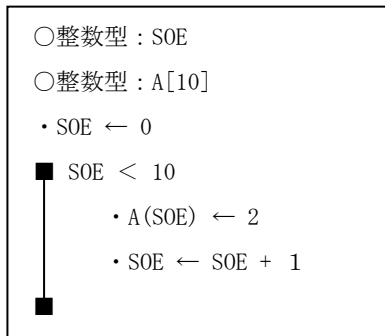 ○整数型：SOE
○整数型：A[10]
・SOE ← 0
■ SOE ＜ 10
・A(SOE) ← 2
・SOE ← SOE + 1
■